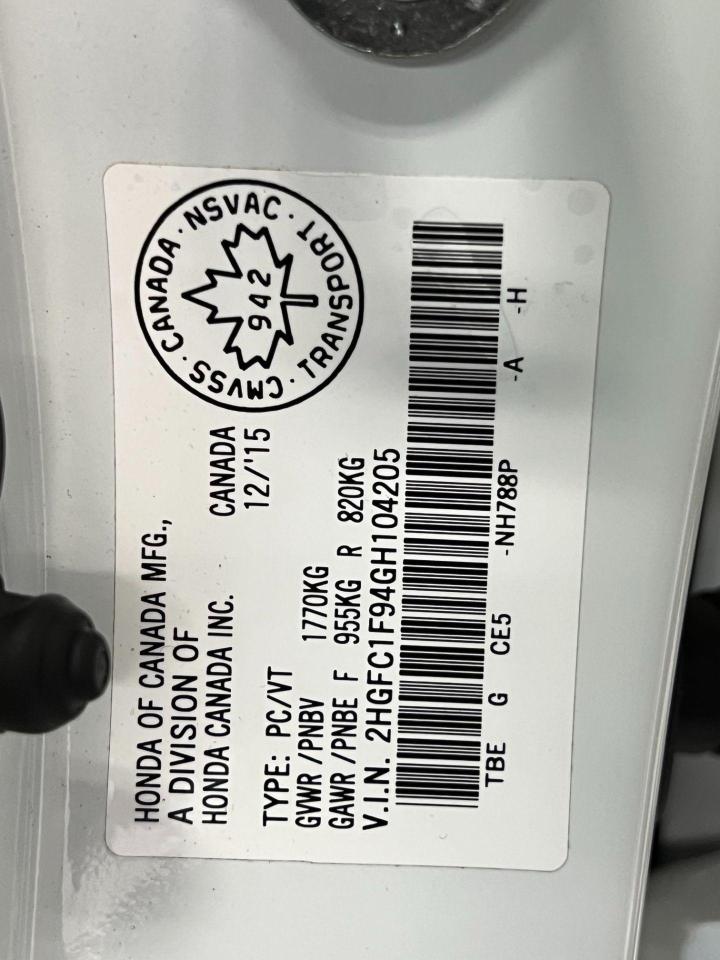 HONDA OF CANADA MFG.,
A DIVISION OF
HONDA CANADA INC. CANADA
12/'15
TYPE: PC/VT
GVWR /PNBV 1770KG
GAWR /PNBE F 955KG R 820KG
V.I.N. 2HGFC1F94GH104205
TBE G CE5 -NH788P -A -H
CMVSS · CANADA · NSVAC · TRANSPORT ·
942